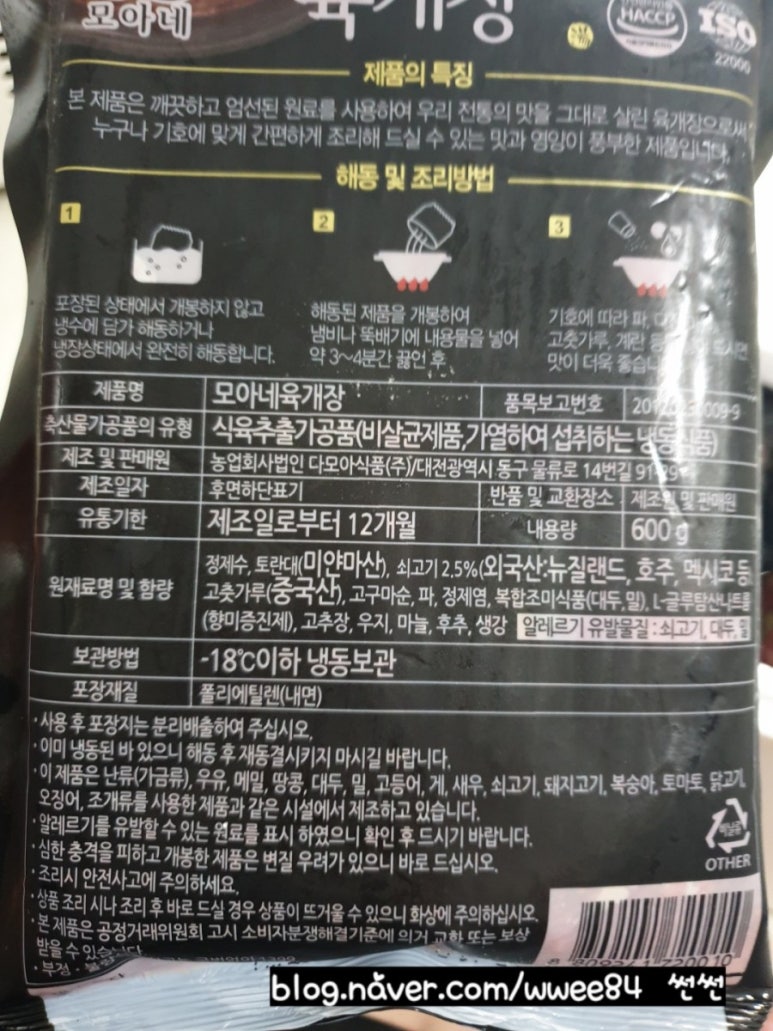 모아네
육개장
HACCP
ISO
22000
제품의 특징
본 제품은 깨끗하고 엄선된 원료를 사용하여 우리 전통의 맛을 그대로 살린 육개장으로써
누구나 기호에 맞게 간편하게 조리해 드실 수 있는 맛과 영양이 풍부한 제품입니다.
해동 및 조리방법
1
포장된 상태에서 개봉하지 않고
냉수에 담가 해동하거나
냉장상태에서 완전히 해동합니다.
2
해동된 제품을 개봉하여
냄비나 뚝배기에 내용물을 넣어
약 3~4분간 끓인 후
3
기호에 따라 파,
고춧가루, 계란
맛이 더욱 좋습니
제품명 모아네육개장 품목보고번호
축산물가공품의 유형 식육추출가공품(비살균제품,가열하여 섭취하는 냉동식품)
제조 및 판매원 농업회사법인 다모아식품(주)/대전광역시 동구 물류로 14번길
제조일자 후면하단표기 반품 및 교환장소 제조원 및 판매원
유통기한 제조일로부터 12개월 내용량 600 g
원재료명 및 함량
정제수, 토란대(미얀마산), 쇠고기 2.5%(외국산:뉴질랜드, 호주, 멕시코 등)
고춧가루(중국산), 고구마순, 파, 정제염, 복합조미식품(대두,밀), L-글루탐산나트륨
(향미증진제), 고추장, 우지, 마늘, 후추, 생강 알레르기 유발물질 : 쇠고기, 대두, 밀
보관방법 -18℃이하 냉동보관
포장재질 폴리에틸렌(내면)
·사용 후 포장지는 분리배출하여 주십시오.
·이미 냉동된 바 있으니 해동 후 재동결시키지 마시길 바랍니다.
·이 제품은 난류(가금류), 우유, 메밀, 땅콩, 대두, 밀, 고등어, 게, 새우, 쇠고기, 돼지고기, 복숭아, 토마토, 닭고기,
오징어, 조개류를 사용한 제품과 같은 시설에서 제조하고 있습니다.
·알레르기를 유발할 수 있는 원료를 표시 하였으니 확인 후 드시기 바랍니다.
·심한 충격을 피하고 개봉한 제품은 변질 우려가 있으니 바로 드십시오.
·조리시 안전사고에 주의하세요.
·상품 조리 시나 조리 후 바로 드실 경우 상품이 뜨거울 수 있으니 화상에 주의하십시오.
·본 제품은 공정거래위원회 고시 소비자분쟁해결기준에 의거 교환 또는 보상
받을 수 있습니다
·부정·불량
비닐류
OTHER
blog.naver.com/wwee84 썬썬